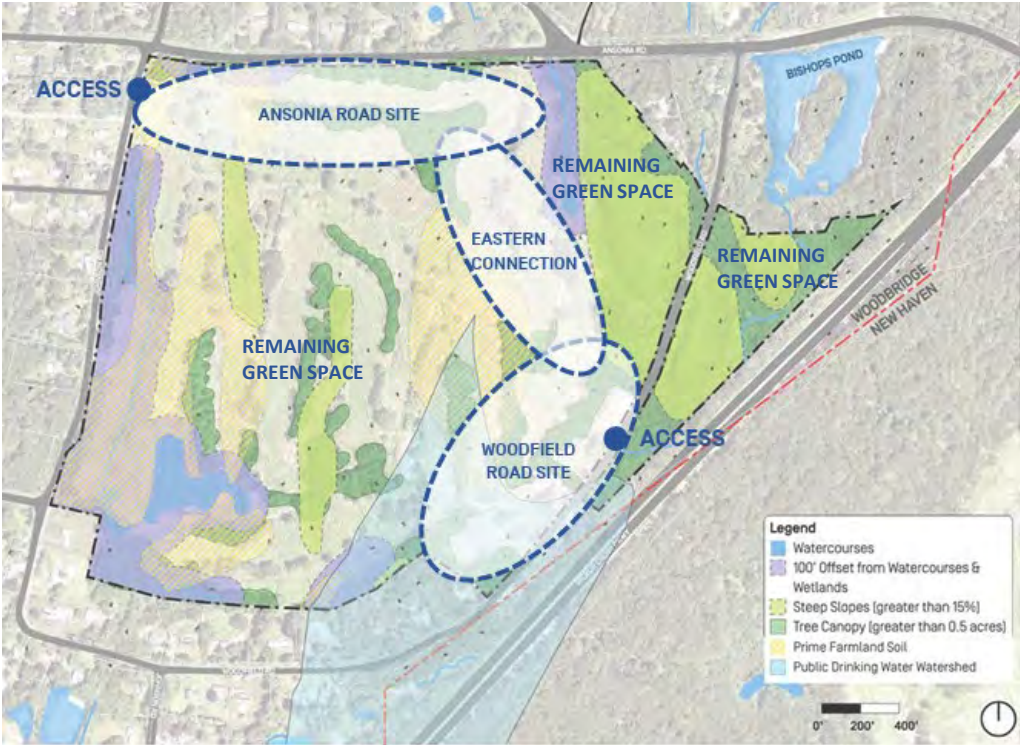 ANSONIA RD
BISHOPS POND
ACCESS
ANSONIA ROAD SITE
REMAINING
GREEN SPACE
EASTERN
CONNECTION
REMAINING
GREEN SPACE
WOODBRIDGE
NEW HAVEN
REMAINING
GREEN SPACE
WOODFIELD
ROAD SITE
ACCESS
Legend
Watercourses
100' Offset from Watercourses &
Wetlands
Steep Slopes (greater than 15%)
Tree Canopy (greater than 0.5 acres)
Prime Farmland Soil
Public Drinking Water Watershed
0' 200' 400'